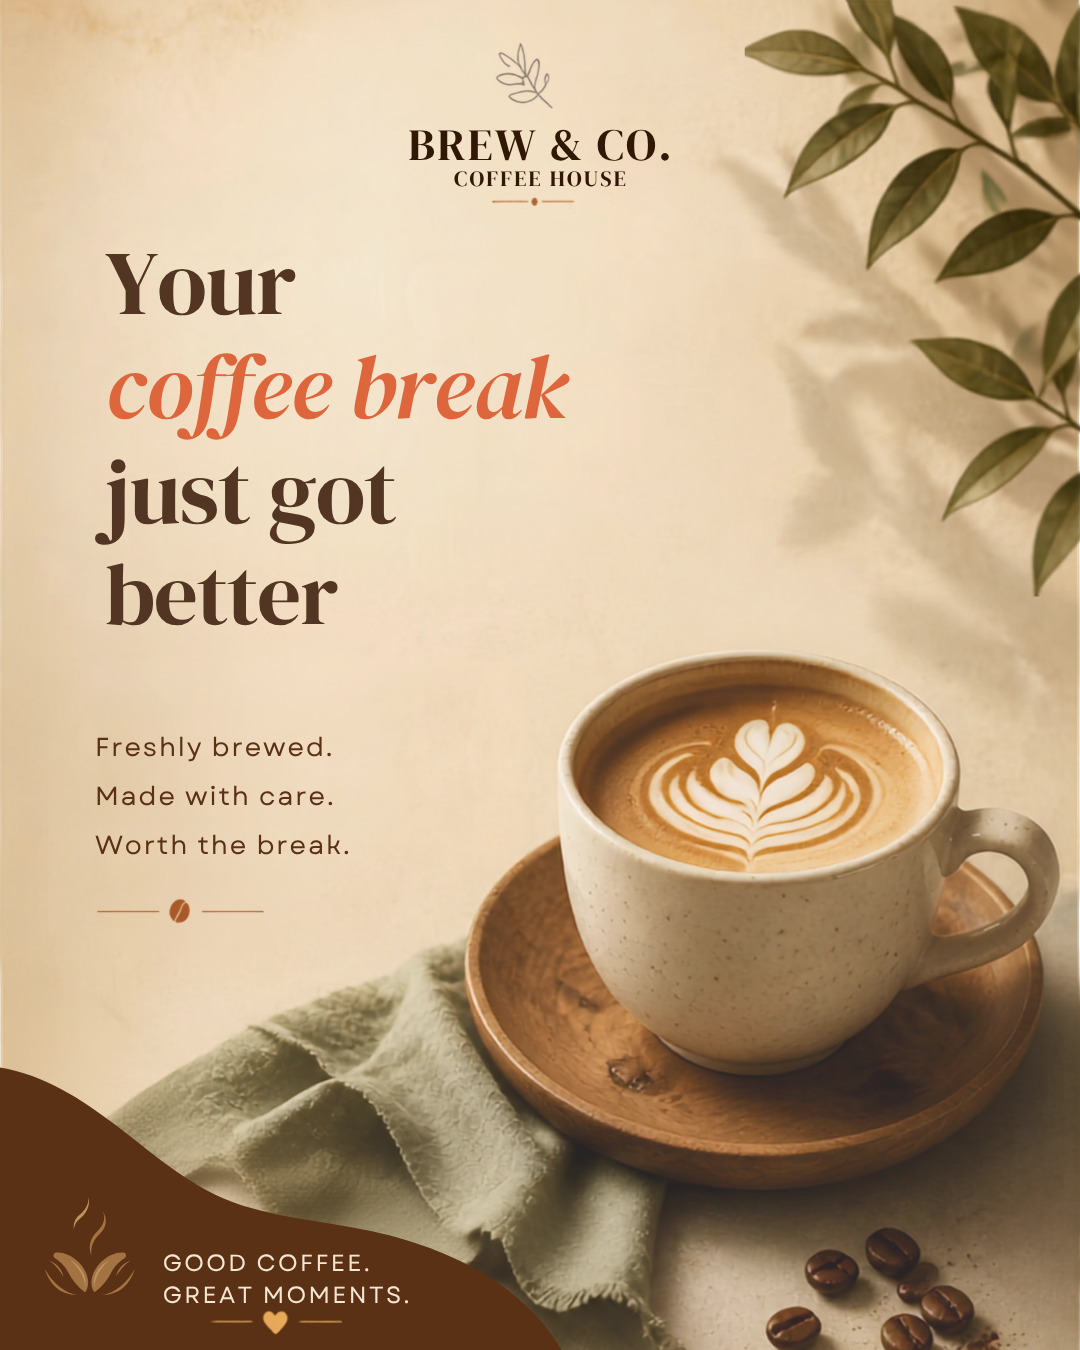 BREW & CO.
COFFEE HOUSE
Your
coffee break
just got
better
Freshly brewed.
Made with care.
Worth the break.
GOOD COFFEE.
GREAT MOMENTS.